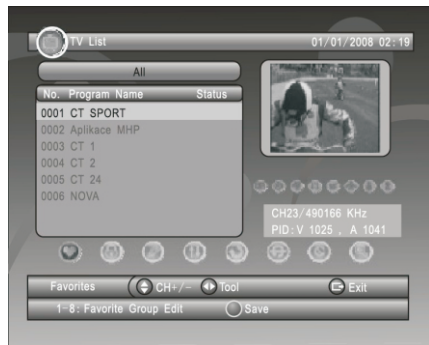 TV List 01/01/2008 02:19
All
No. Program Name Status
0001 CT SPORT
0002 Aplikace MHP
0003 CT 1
0004 CT 2
0005 CT 24
0006 NOVA
CH23/490166 KHz
PID:V 1025 , A 1041
Favorites CH+/- Tool Exit
1-8: Favorite Group Edit Save